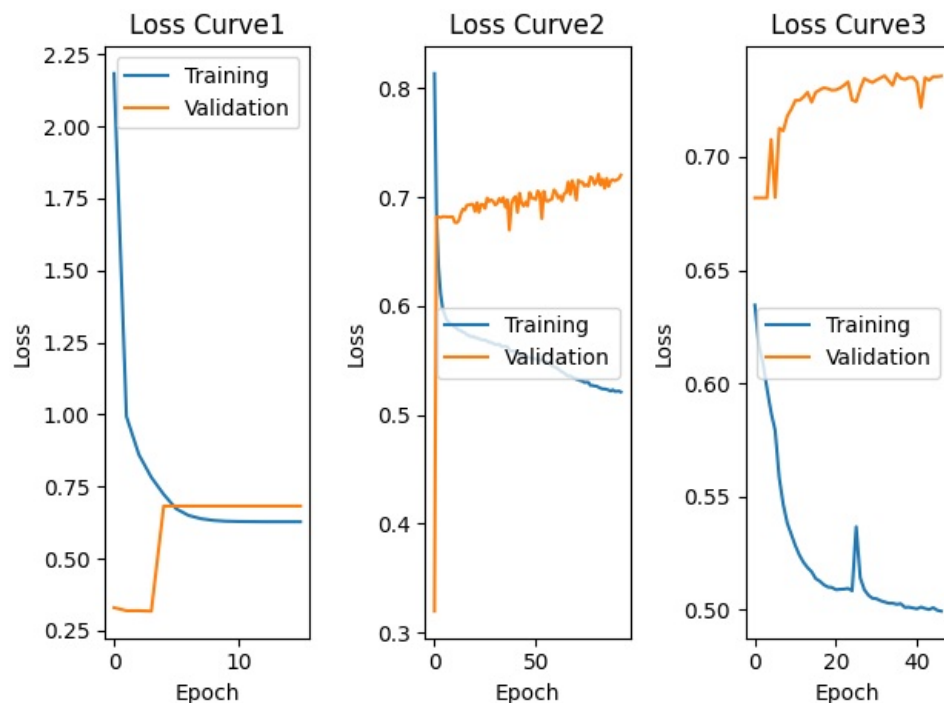 Loss Curve1
2.25
2.00
1.75
1.50
1.25
1.00
0.75
0.50
0.25
Loss
0
10
Epoch
Training
Validation
Loss Curve2
0.8
0.7
0.6
0.5
0.4
0.3
Loss
0
50
Epoch
Training
Validation
Loss Curve3
0.70
0.65
0.60
0.55
0.50
Loss
0
20
40
Epoch
Training
Validation